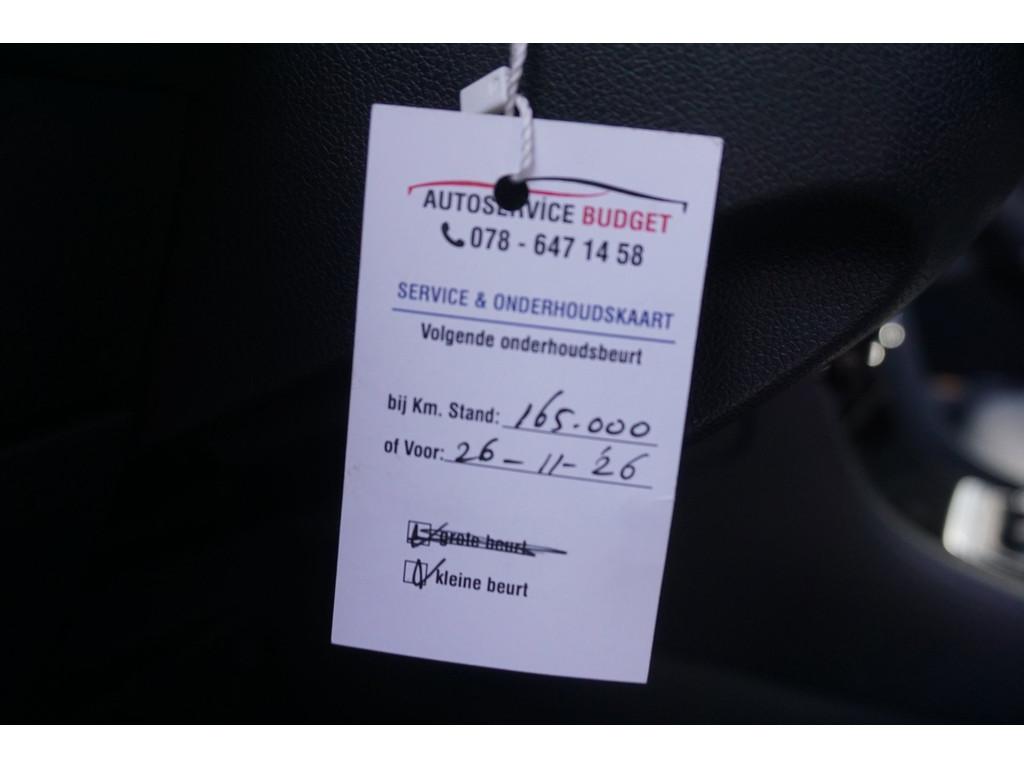 AUTOSERVICE BUDGET
078 - 647 14 58
SERVICE & ONDERHOUDSKAART
Volgende onderhoudsbeurt
bij Km. Stand: 165.000
of Voor: 26-11-'26
grote beurt
kleine beurt